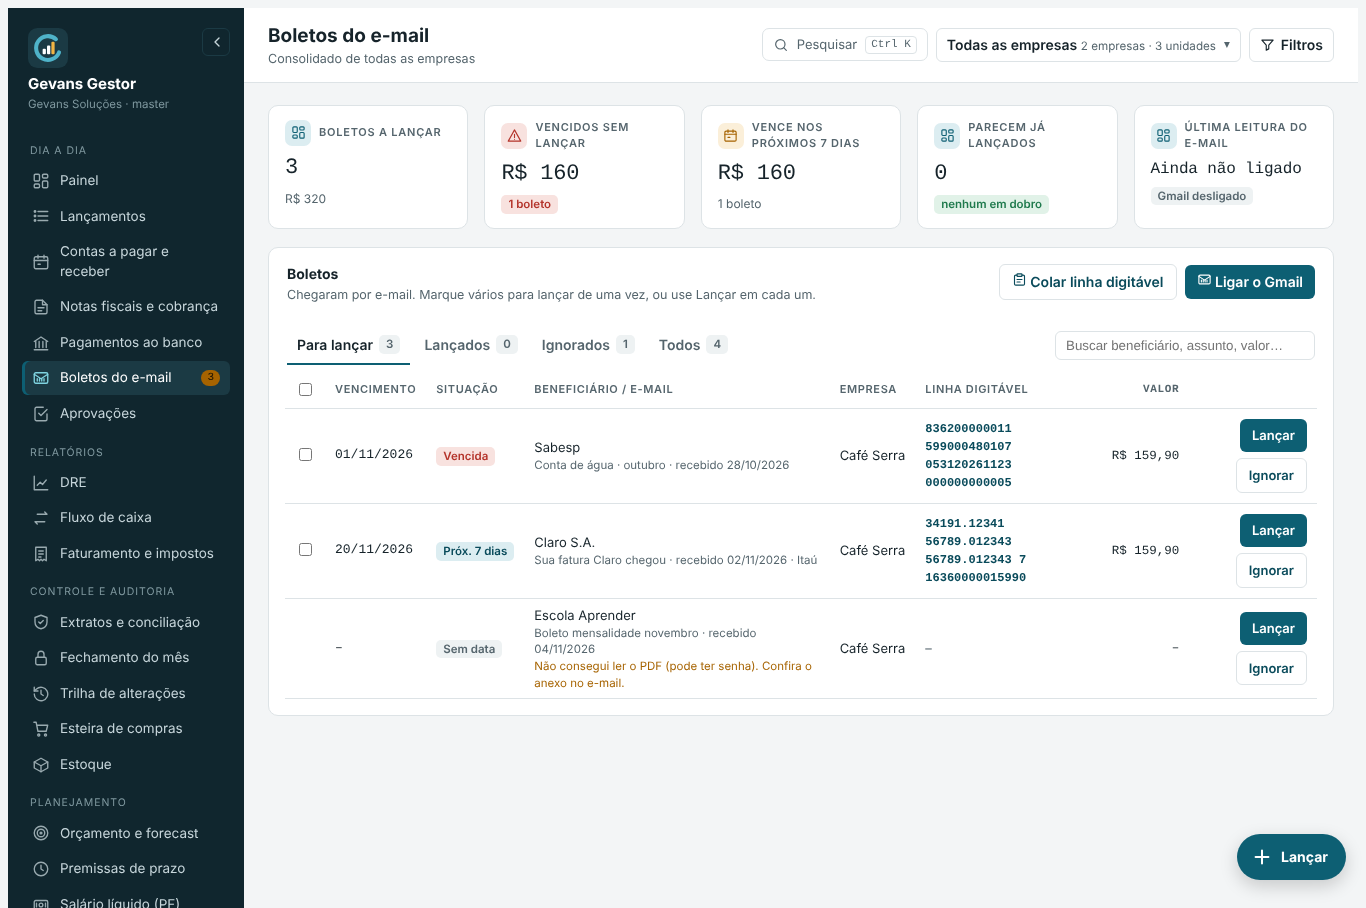 Gevans Gestor
Gevans Soluções · master
DIA A DIA
Painel
Lançamentos
Contas a pagar e
receber
Notas fiscais e cobrança
Pagamentos ao banco
Boletos do e-mail 3
Aprovações
RELATÓRIOS
DRE
Fluxo de caixa
Faturamento e impostos
CONTROLE E AUDITORIA
Extratos e conciliação
Fechamento do mês
Trilha de alterações
Esteira de compras
Estoque
PLANEJAMENTO
Orçamento e forecast
Premissas de prazo
Salário líquido (PF)
Boletos do e-mail
Consolidado de todas as empresas
Pesquisar Ctrl K
Todas as empresas 2 empresas · 3 unidades ▾
Filtros
BOLETOS A LANÇAR
3
R$ 320
VENCIDOS SEM
LANÇAR
R$ 160
1 boleto
VENCE NOS
PRÓXIMOS 7 DIAS
R$ 160
1 boleto
PARECEM JÁ
LANÇADOS
0
nenhum em dobro
ÚLTIMA LEITURA DO
E-MAIL
Ainda não ligado
Gmail desligado
Boletos
Chegaram por e-mail. Marque vários para lançar de uma vez, ou use Lançar em cada um.
Colar linha digitável
Ligar o Gmail
Para lançar 3 Lançados 0 Ignorados 1 Todos 4
Buscar beneficiário, assunto, valor…
VENCIMENTO SITUAÇÃO BENEFICIÁRIO / E-MAIL EMPRESA LINHA DIGITÁVEL VALOR
01/11/2026
Vencida
Sabesp
Conta de água · outubro · recebido 28/10/2026
Café Serra
836200000011
599000480107
053120261123
000000000005
R$ 159,90
Lançar
Ignorar
20/11/2026
Próx. 7 dias
Claro S.A.
Sua fatura Claro chegou · recebido 02/11/2026 · Itaú
Café Serra
34191.12341
56789.012343
56789.012343 7
16360000015990
R$ 159,90
Lançar
Ignorar
–
Sem data
Escola Aprender
Boleto mensalidade novembro · recebido
04/11/2026
Não consegui ler o PDF (pode ter senha). Confira o
anexo no e-mail.
Café Serra
–
–
Lançar
Ignorar
Lançar